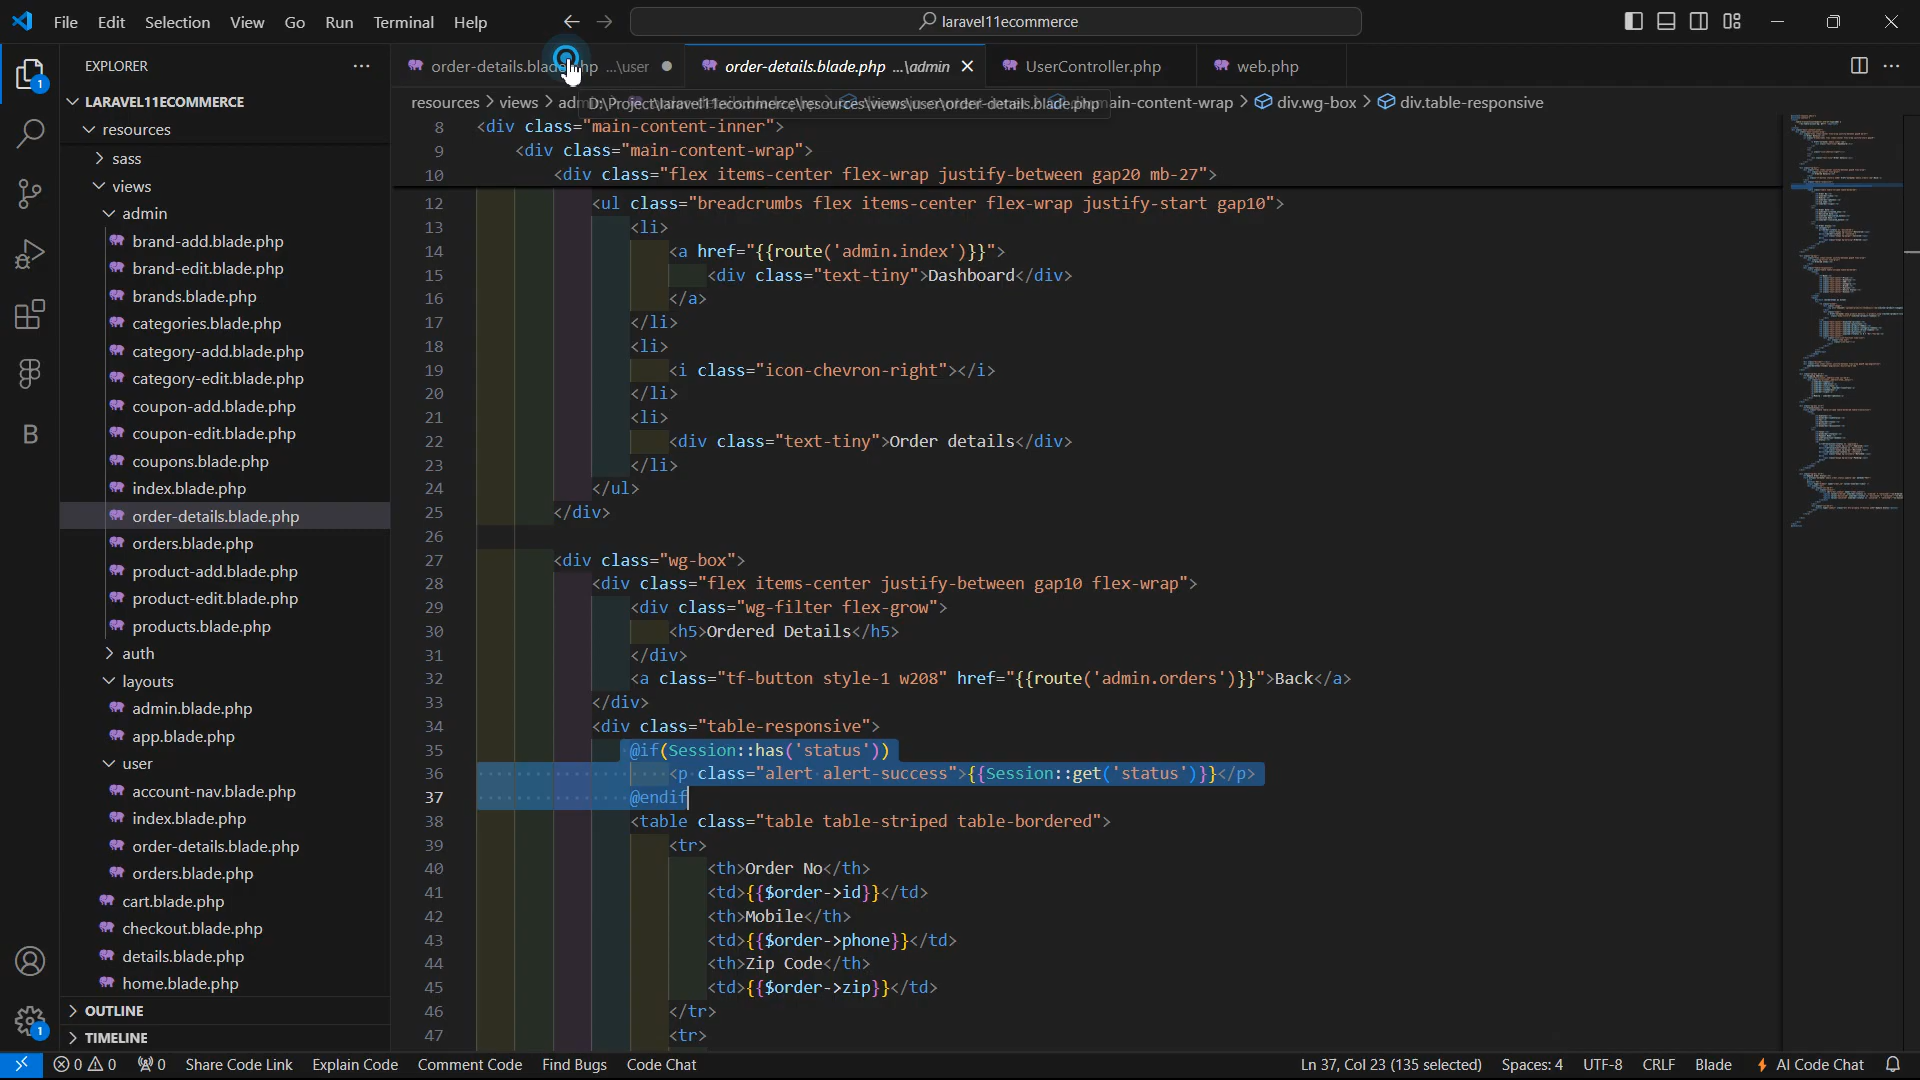 File Edit Selection View Go Run Terminal Help
laravel11ecommerce
EXPLORER
LARAVEL11ECOMMERCE
resources
sass
views
admin
brand-add.blade.php
brand-edit.blade.php
brands.blade.php
categories.blade.php
category-add.blade.php
category-edit.blade.php
coupon-add.blade.php
coupon-edit.blade.php
coupons.blade.php
index.blade.php
order-details.blade.php
orders.blade.php
product-add.blade.php
product-edit.blade.php
products.blade.php
auth
layouts
admin.blade.php
app.blade.php
user
account-nav.blade.php
index.blade.php
order-details.blade.php
orders.blade.php
cart.blade.php
checkout.blade.php
details.blade.php
home.blade.php
OUTLINE
TIMELINE
order-details.blade.php ...\user
order-details.blade.php ...\admin
UserController.php
web.php
resources > views >
D:\Project\laravel11ecommerce\resources\views\user\order-details.blade.php
div.wg-box > div.table-responsive
8 <div class="main-content-inner">
9 <div class="main-content-wrap">
10 <div class="flex items-center flex-wrap justify-between gap20 mb-27">
12 <ul class="breadcrumbs flex items-center flex-wrap justify-start gap10">
13 <li>
14 <a href="{{route('admin.index')}}">
15 <div class="text-tiny">Dashboard</div>
16 </a>
17 </li>
18 <li>
19 <i class="icon-chevron-right"></i>
20 </li>
21 <li>
22 <div class="text-tiny">Order details</div>
23 </li>
24 </ul>
25 </div>
26
27 <div class="wg-box">
28 <div class="flex items-center justify-between gap10 flex-wrap">
29 <div class="wg-filter flex-grow">
30 <h5>Ordered Details</h5>
31 </div>
32 <a class="tf-button style-1 w208" href="{{route('admin.orders')}}">Back</a>
33 </div>
34 <div class="table-responsive">
35 @if(Session::has('status'))
36 <p class="alert alert-success">{{Session::get('status')}}</p>
37 @endif
38 <table class="table table-striped table-bordered">
39 <tr>
40 <th>Order No</th>
41 <td>{{$order->id}}</td>
42 <th>Mobile</th>
43 <td>{{$order->phone}}</td>
44 <th>Zip Code</th>
45 <td>{{$order->zip}}</td>
46 </tr>
47 <tr>
0 0 0 Share Code Link Explain Code Comment Code Find Bugs Code Chat
Ln 37, Col 23 (135 selected) Spaces: 4 UTF-8 CRLF Blade AI Code Chat